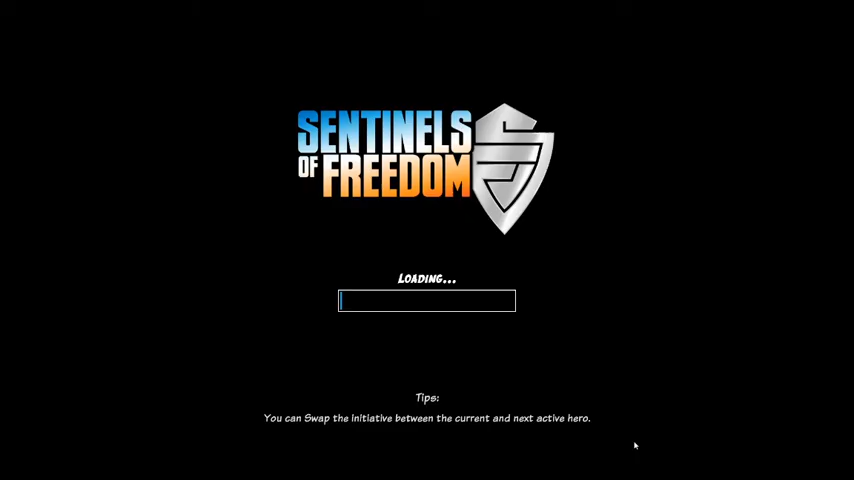 SENTINELS
OF FREEDOM
LOADING...
Tips:
You can Swap the initiative between the current and next active hero.